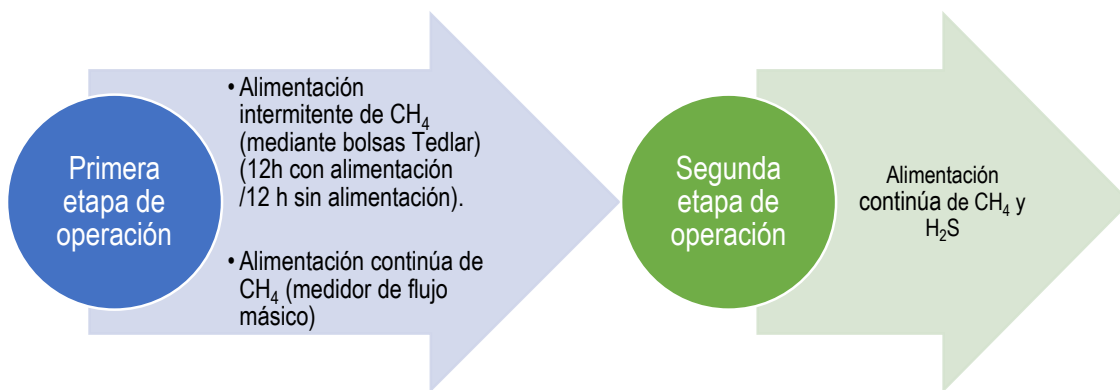 Primera
etapa de
operación
• Alimentación
intermitente de CH₄
(mediante bolsas Tedlar)
(12h con alimentación
/12 h sin alimentación).
• Alimentación continúa de
CH₄ (medidor de flujo
másico)
Segunda
etapa de
operación
Alimentación
continúa de CH₄ y
H₂S